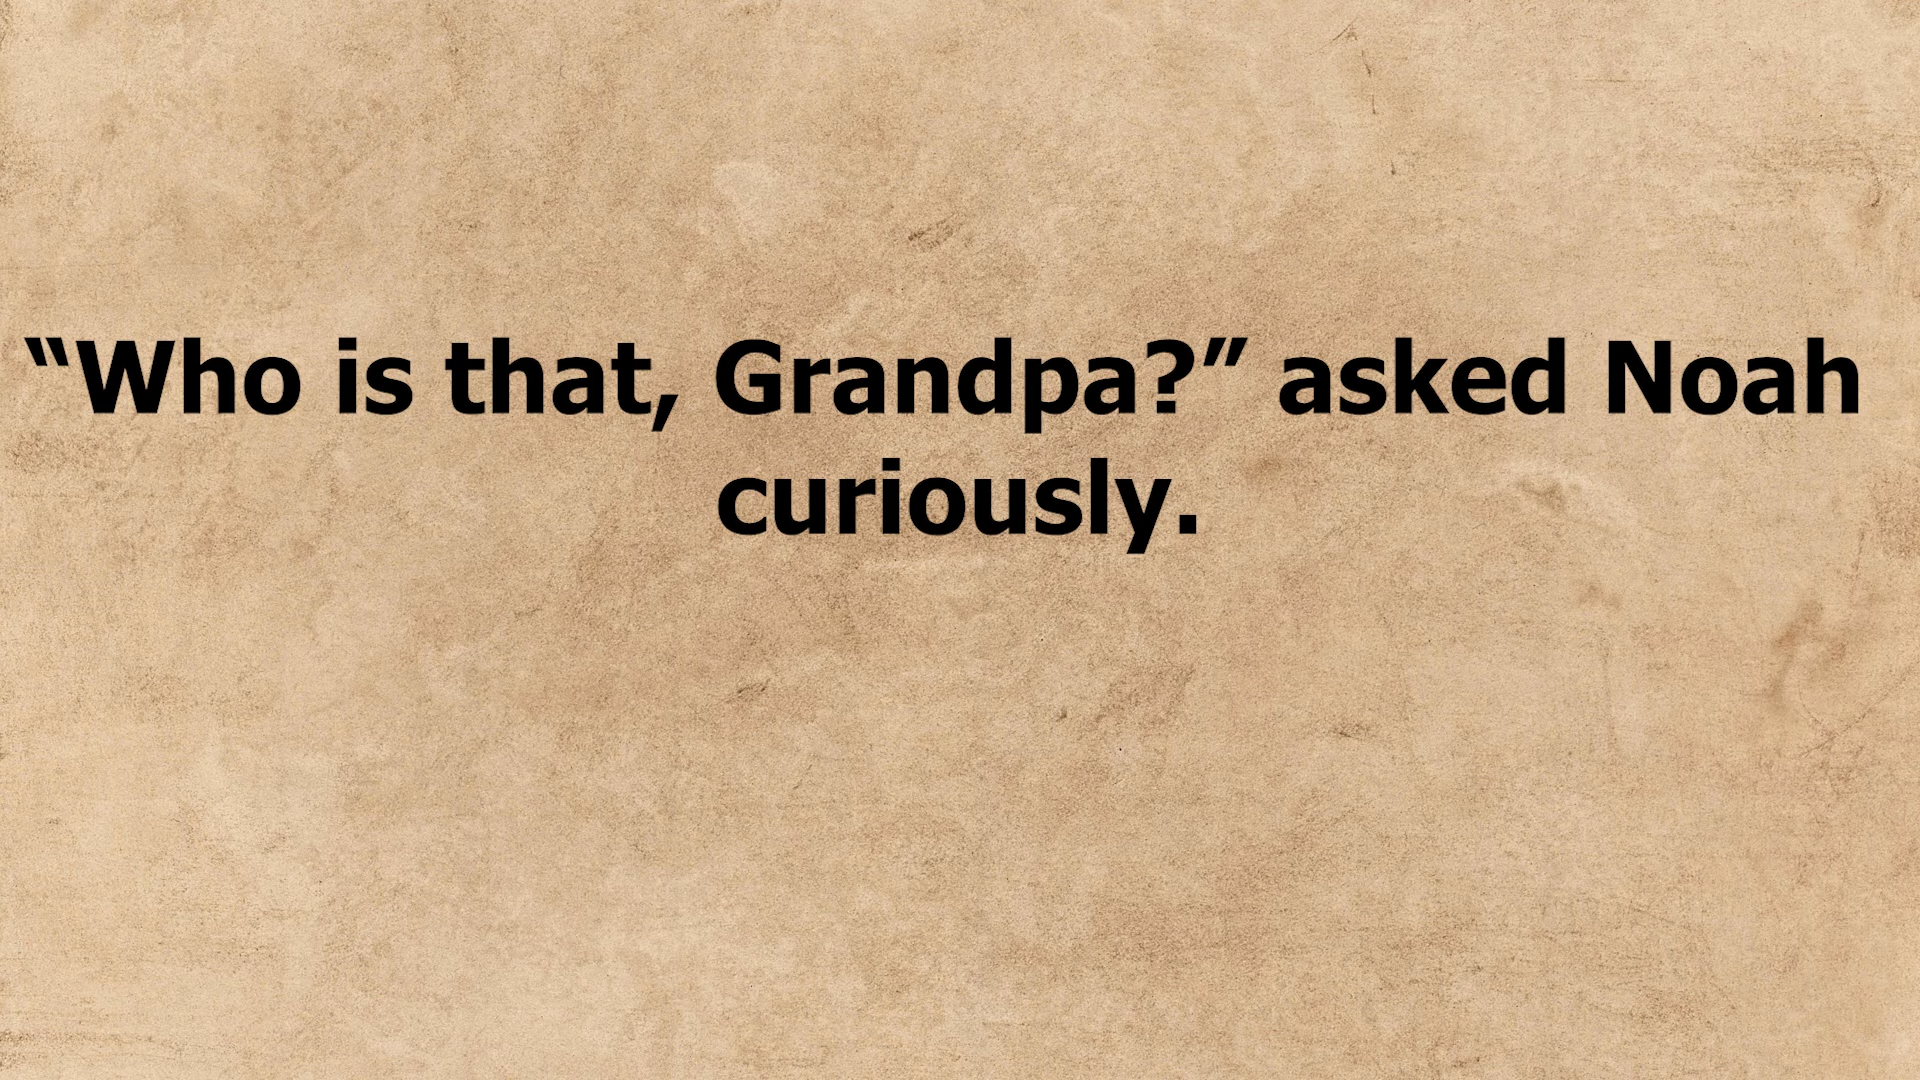 “Who is that, Grandpa?” asked Noah
curiously.